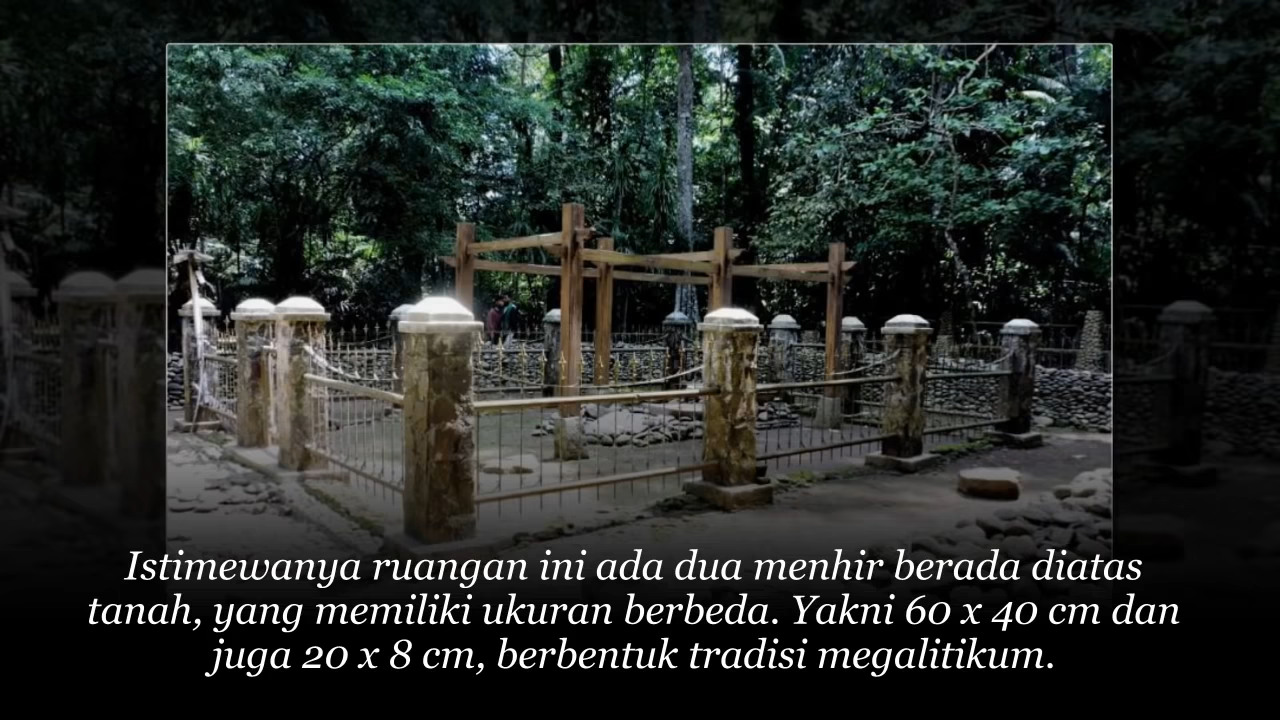 Istimewanya ruangan ini ada dua menhir berada diatas
tanah, yang memiliki ukuran berbeda. Yakni 60 x 40 cm dan
juga 20 x 8 cm, berbentuk tradisi megalitikum.